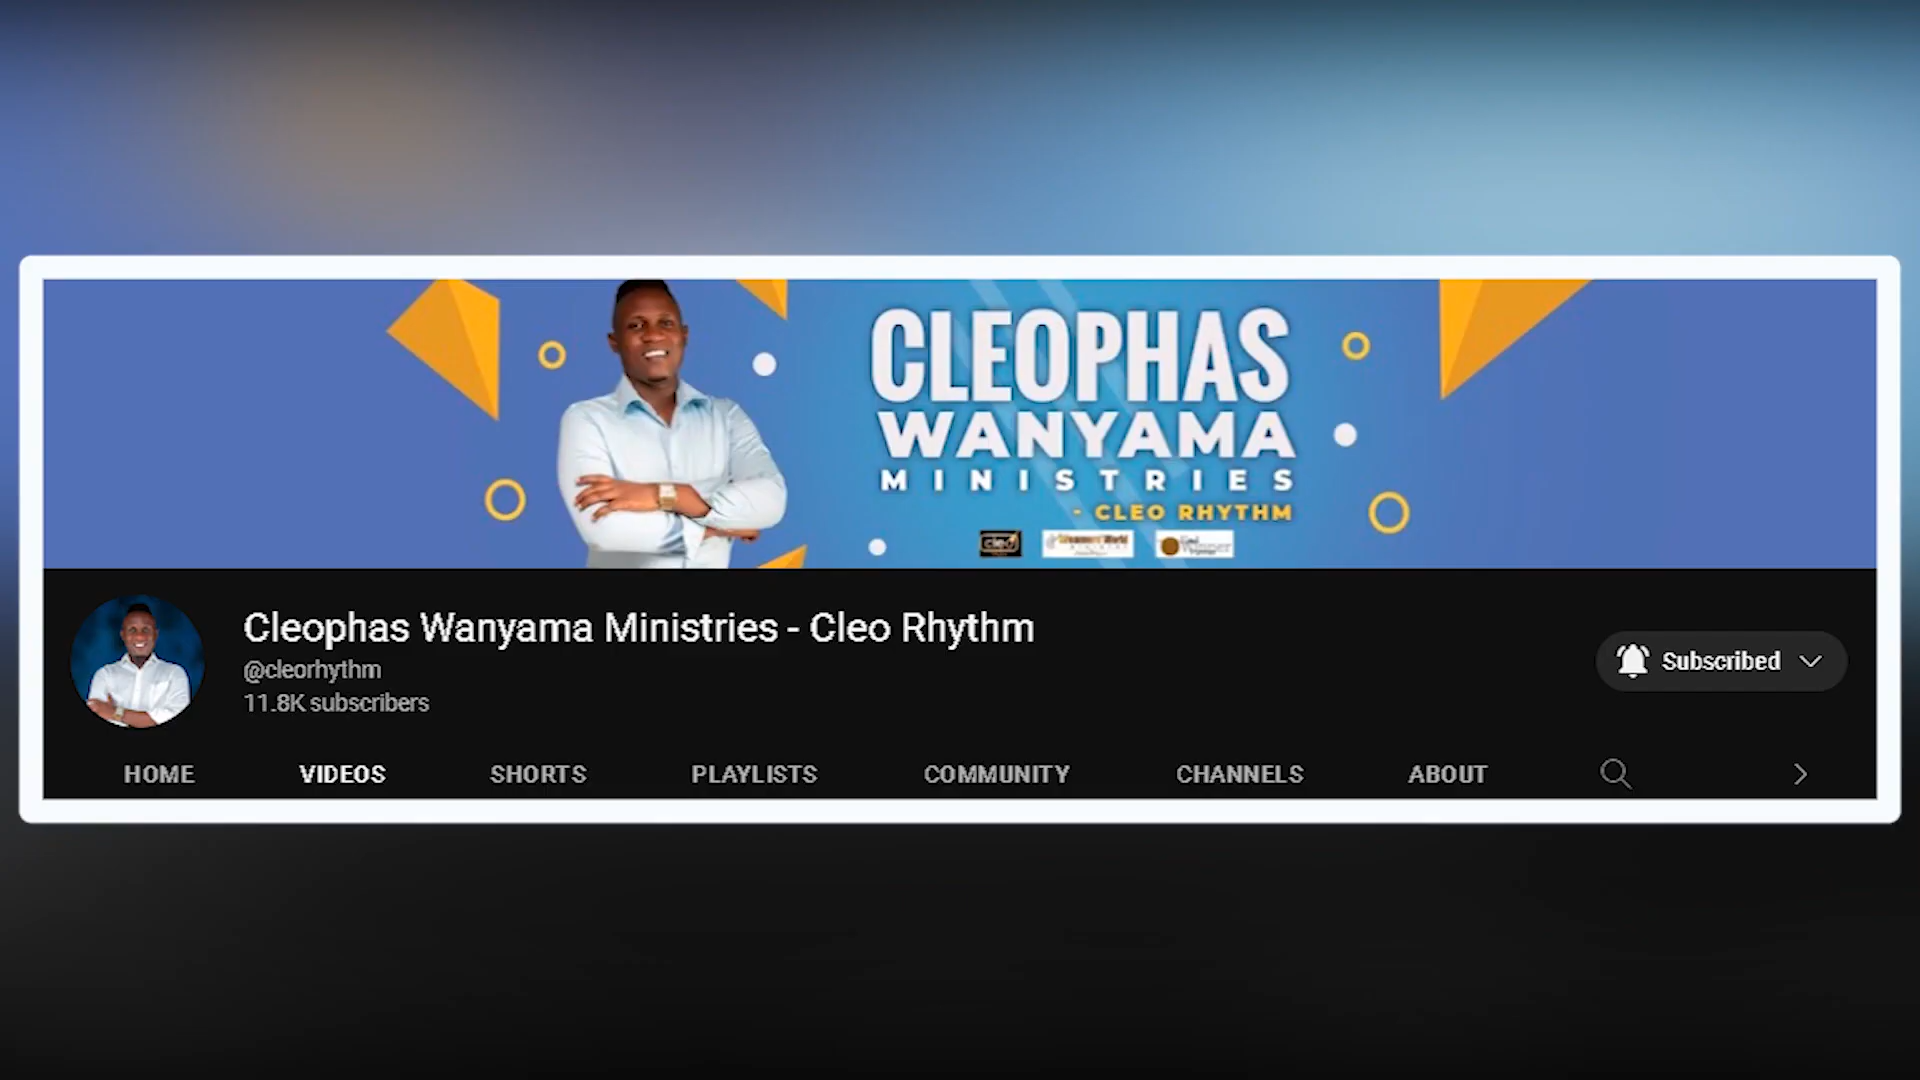 CLEOPHAS
WANYAMA
MINISTRIES
- CLEO RHYTHM
cleo
Cleophas Wanyama Ministries - Cleo Rhythm
@cleorhythm
11.8K subscribers
Subscribed
HOME VIDEOS SHORTS PLAYLISTS COMMUNITY CHANNELS ABOUT